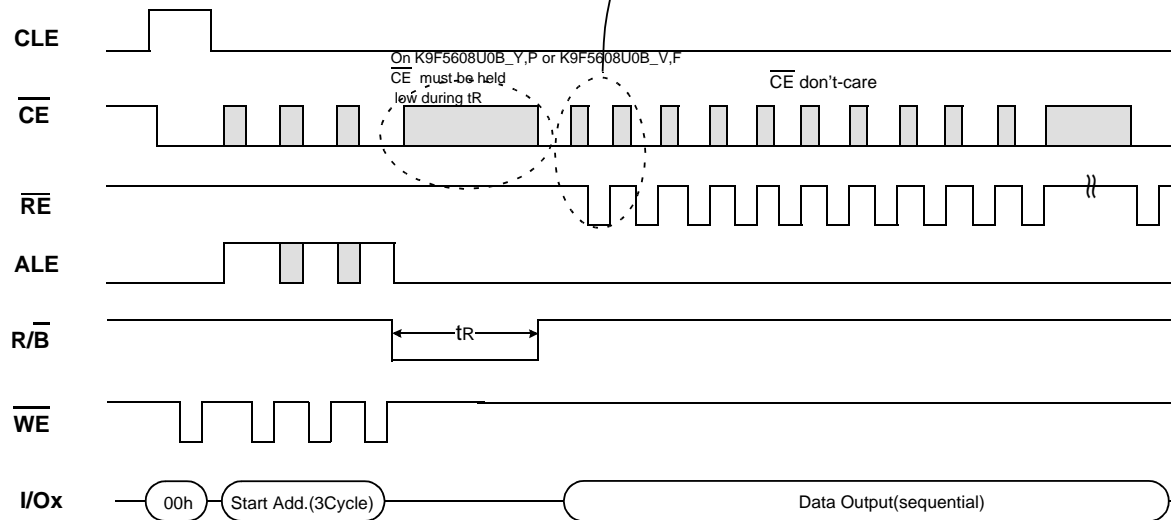 CLE
On K9F5608U0B_Y,P or K9F5608U0B_V,F
CE must be held
low during tR
CE don't-care
CE
RE
ALE
R/B
tR
WE
I/Ox
00h
Start Add.(3Cycle)
Data Output(sequential)